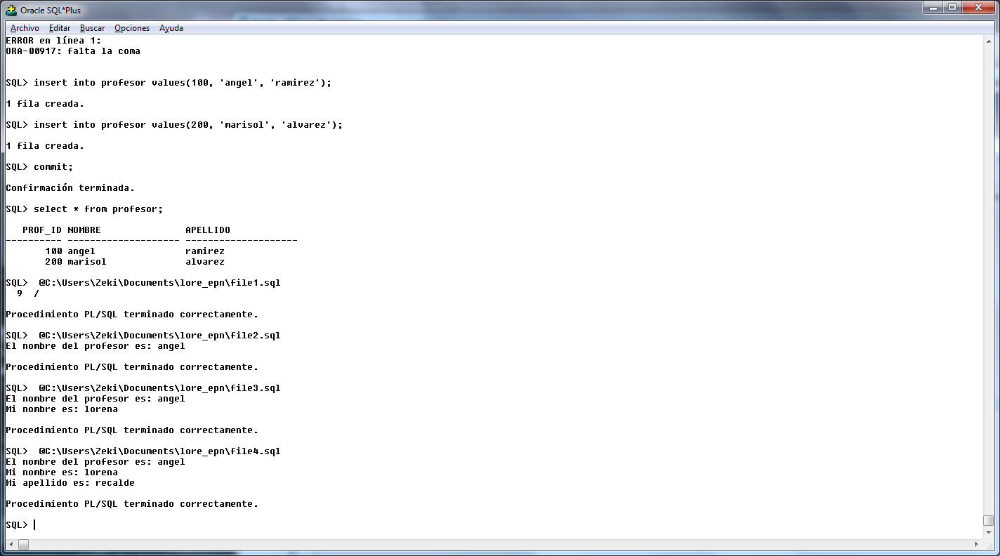 Oracle SQL*Plus
Archivo Editar Buscar Opciones Ayuda
ERROR en línea 1:
ORA-00917: falta la coma
SQL> insert into profesor values(100, 'angel', 'ramirez');
1 fila creada.
SQL> insert into profesor values(200, 'marisol', 'alvarez');
1 fila creada.
SQL> commit;
Confirmación terminada.
SQL> select * from profesor;
PROF_ID NOMBRE APELLIDO
---------- -------------------- --------------------
100 angel ramirez
200 marisol alvarez
SQL>  @C:\Users\Zeki\Documents\lore_epn\file1.sql
9  /
Procedimiento PL/SQL terminado correctamente.
SQL>  @C:\Users\Zeki\Documents\lore_epn\file2.sql
El nombre del profesor es: angel
Procedimiento PL/SQL terminado correctamente.
SQL>  @C:\Users\Zeki\Documents\lore_epn\file3.sql
El nombre del profesor es: angel
Mi nombre es: lorena
Procedimiento PL/SQL terminado correctamente.
SQL>  @C:\Users\Zeki\Documents\lore_epn\file4.sql
El nombre del profesor es: angel
Mi nombre es: lorena
Mi apellido es: recalde
Procedimiento PL/SQL terminado correctamente.
SQL>